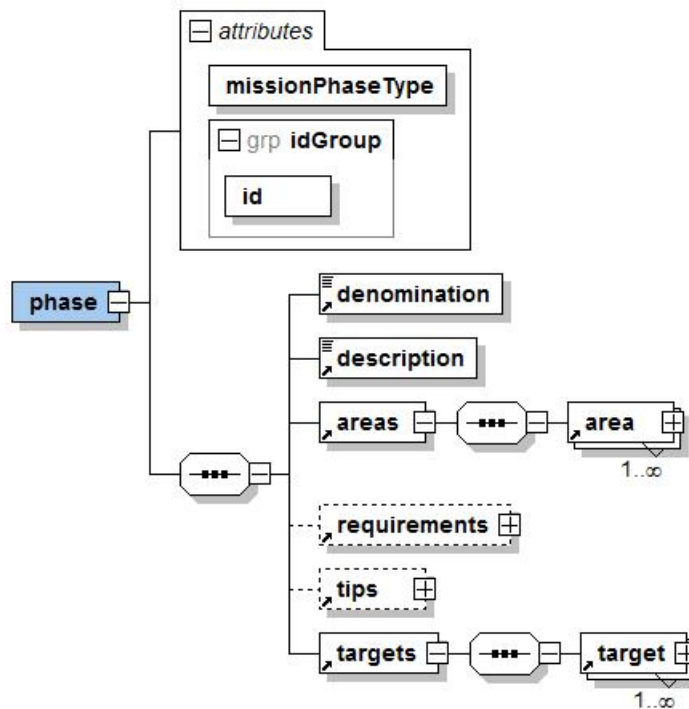 attributes
missionPhaseType
grp idGroup
id
phase
denomination
description
areas
area
1..∞
requirements
tips
targets
target
1..∞